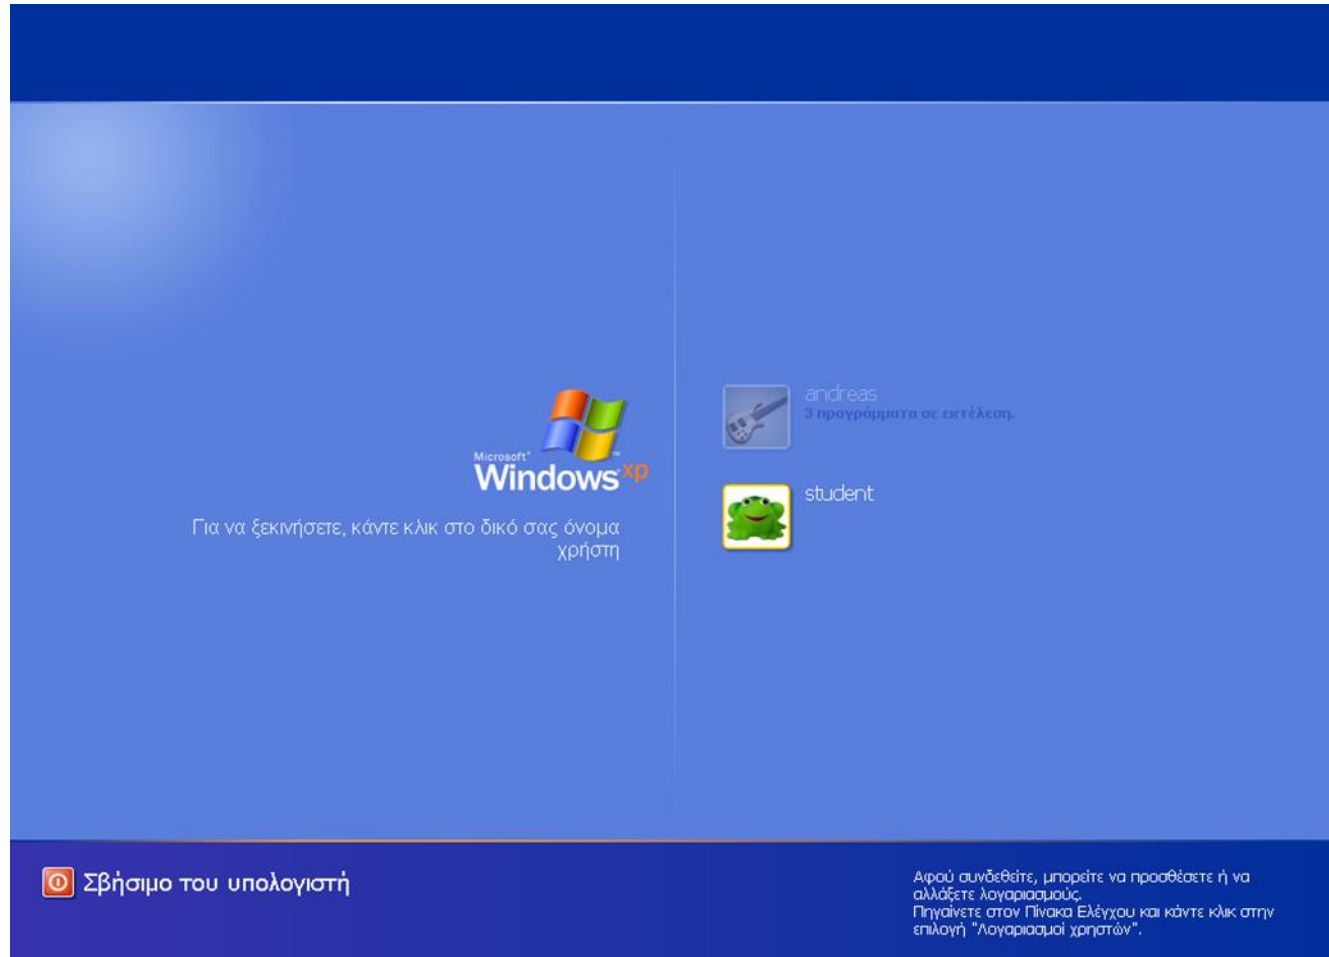 Microsoft®
Windows xp
Για να ξεκινήσετε, κάντε κλικ στο δικό σας όνομα
χρήστη
andreas
3 προγράμματα σε εκτέλεση.
student
Σβήσιμο του υπολογιστή
Αφού συνδεθείτε, μπορείτε να προσθέσετε ή να
αλλάξετε λογαριασμούς.
Πηγαίνετε στον Πίνακα Ελέγχου και κάντε κλικ στην
επιλογή "Λογαριασμοί χρηστών".